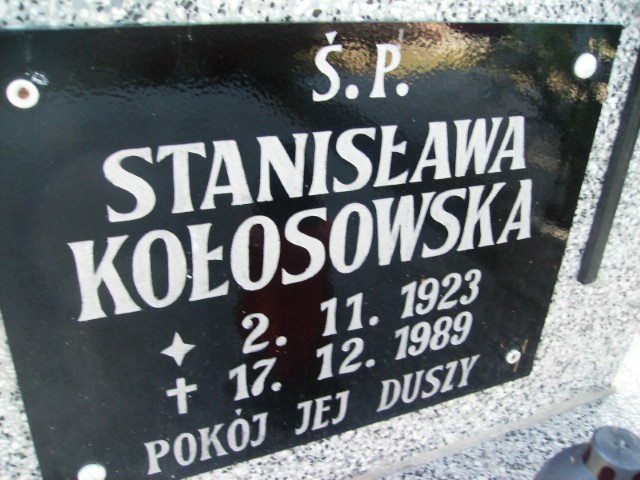 Ś.P.
STANISŁAWA
KOŁOSOWSKA
✦ 2. 11. 1923
✝ 17. 12. 1989
POKÓJ JEJ DUSZY